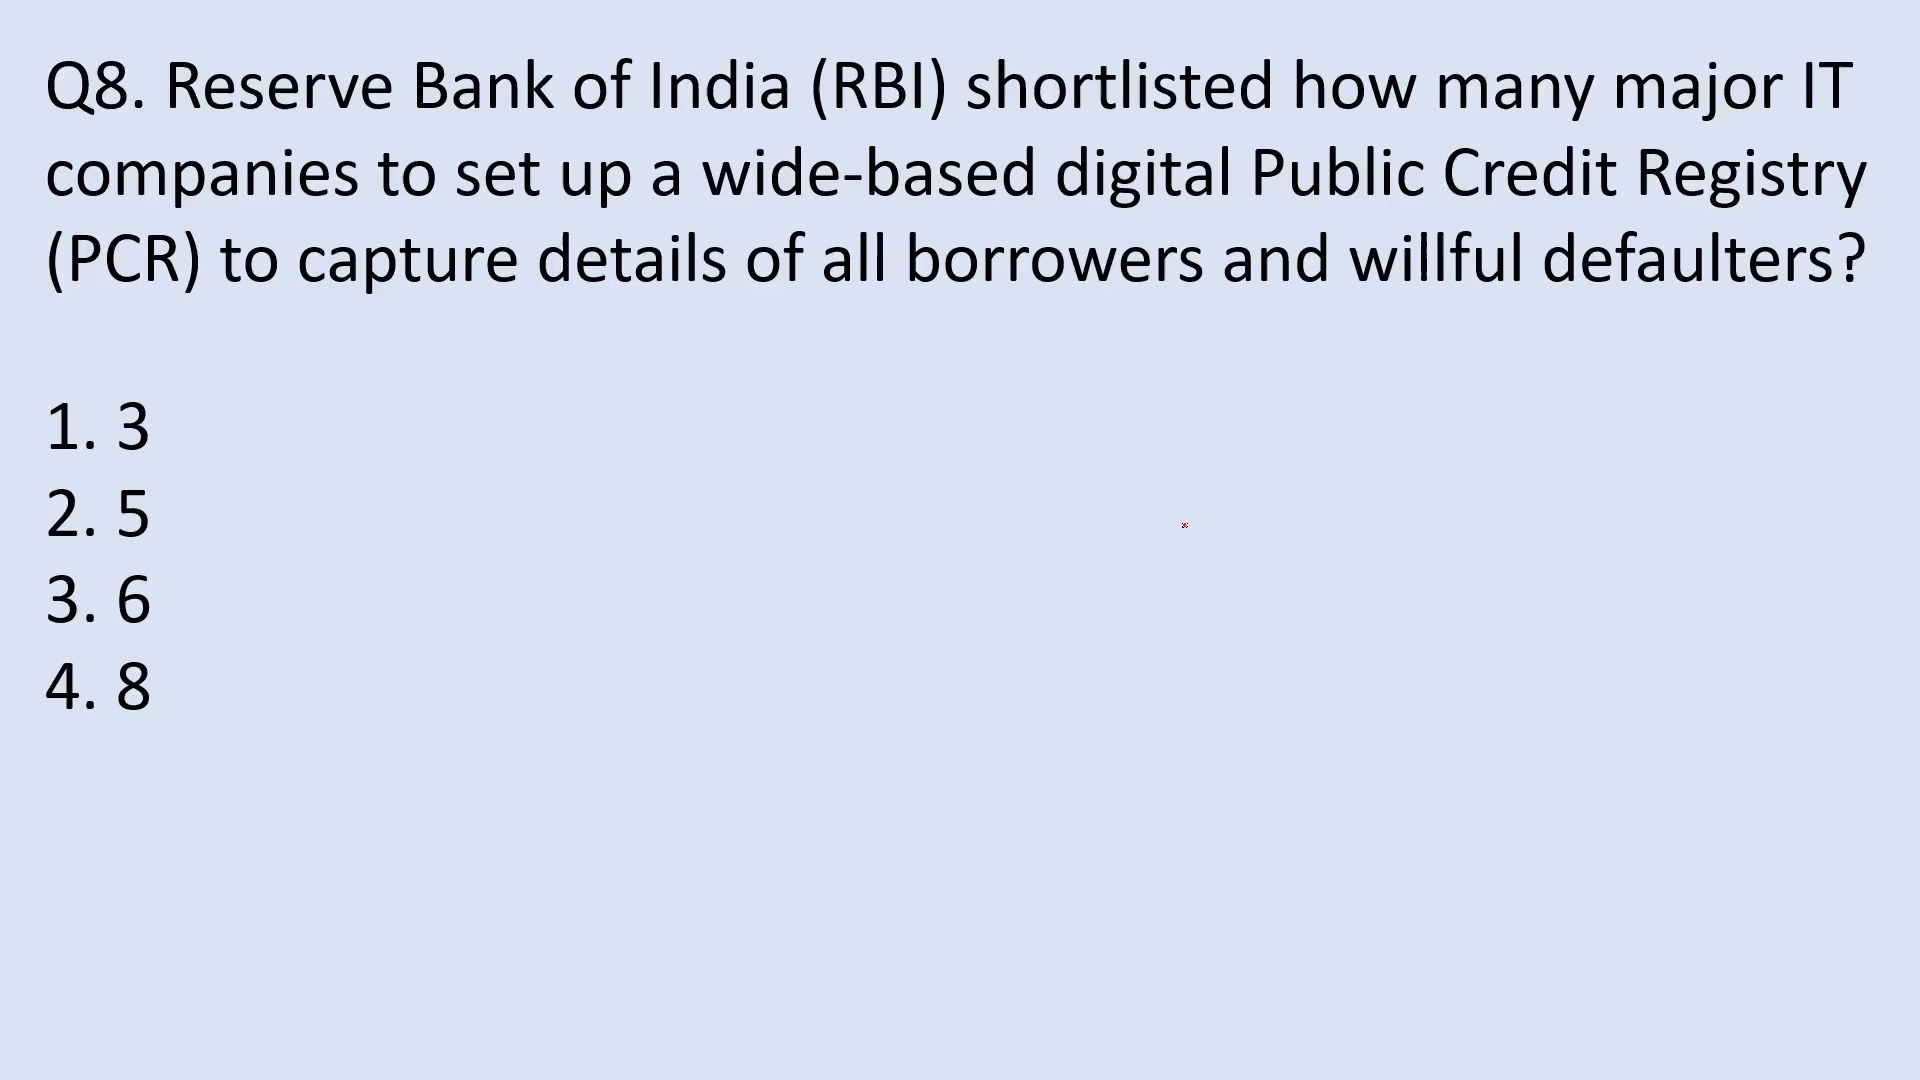 Q8. Reserve Bank of India (RBI) shortlisted how many major IT
companies to set up a wide-based digital Public Credit Registry
(PCR) to capture details of all borrowers and willful defaulters?
1. 3
2. 5
3. 6
4. 8